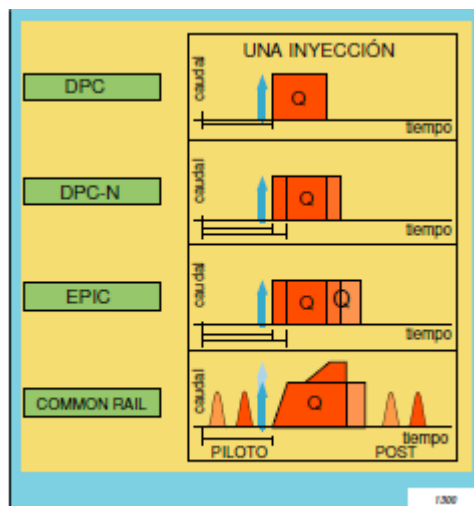 UNA INYECCIÓN
DPC
caudal
Q
tiempo
DPC-N
caudal
Q
tiempo
EPIC
caudal
Q
Q
tiempo
COMMON RAIL
caudal
Q
tiempo
PILOTO
POST
1300